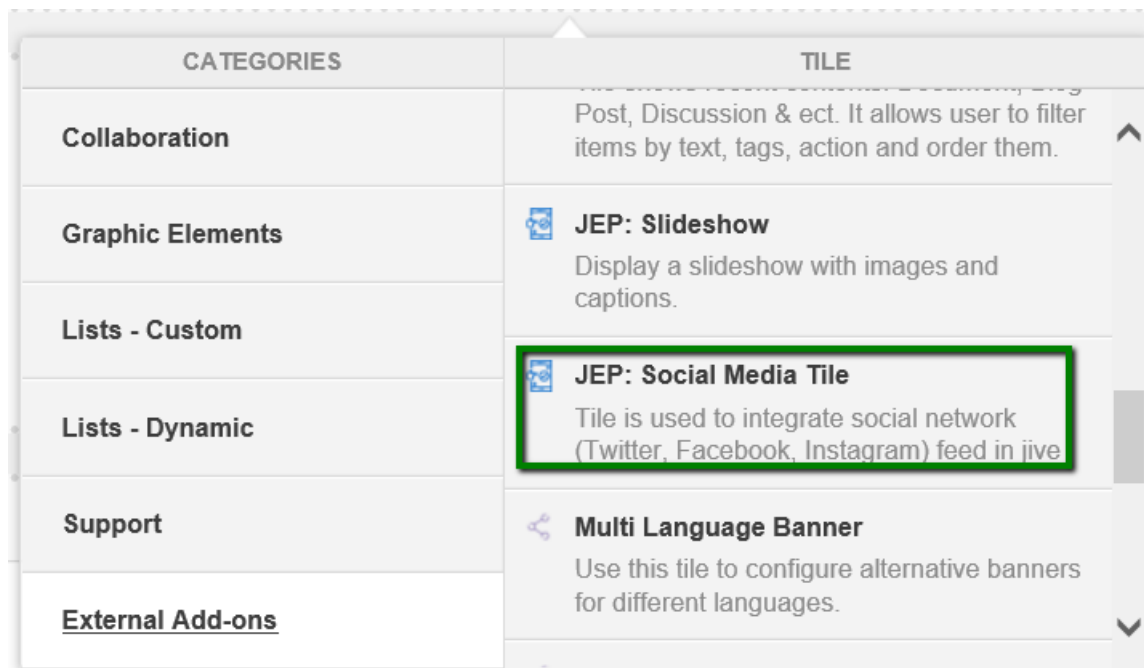 CATEGORIES
TILE
Collaboration
Graphic Elements
Lists - Custom
Lists - Dynamic
Support
External Add-ons
Post, Discussion & ect. It allows user to filter
items by text, tags, action and order them.
JEP: Slideshow
Display a slideshow with images and
captions.
JEP: Social Media Tile
Tile is used to integrate social network
(Twitter, Facebook, Instagram) feed in jive
Multi Language Banner
Use this tile to configure alternative banners
for different languages.